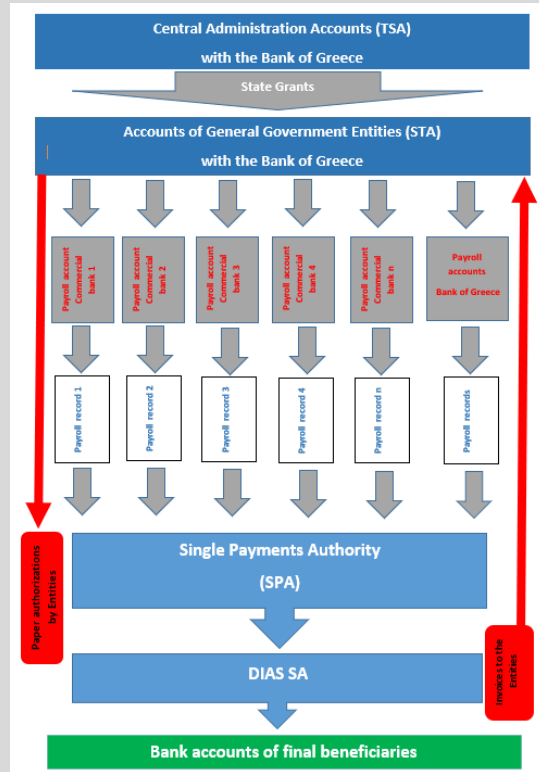 Central Administration Accounts (TSA)
with the Bank of Greece
State Grants
Accounts of General Government Entities (STA)
with the Bank of Greece
Payroll account
Commercial
bank 1
Payroll account
Commercial
bank 2
Payroll account
Commercial
bank 3
Payroll account
Commercial
bank 4
Payroll account
Commercial
bank n
Payroll
accounts
Bank of Greece
Payroll record 1
Payroll record 2
Payroll record 3
Payroll record 4
Payroll record n
Payroll records
Single Payments Authority
(SPA)
Paper authorizations
by Entities
DIAS SA
Invoices to the
Entities
Bank accounts of final beneficiaries